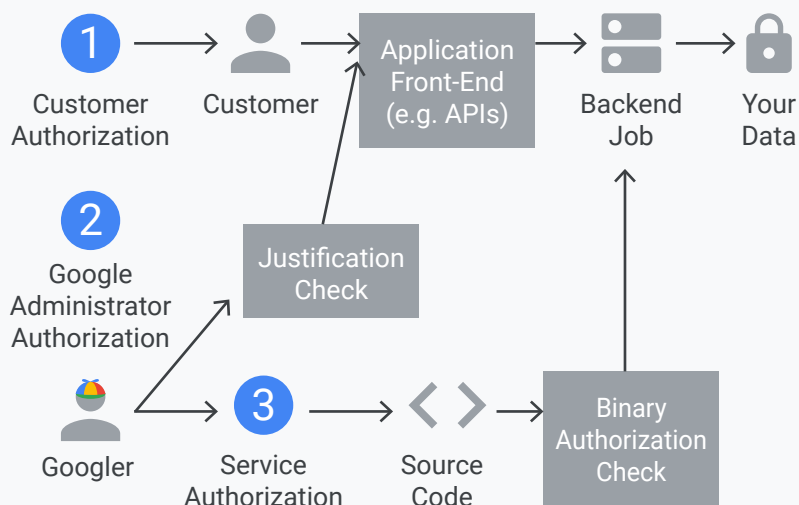 1
Customer
Authorization
Customer
Application
Front-End
(e.g. APIs)
Backend
Job
Your
Data
2
Google
Administrator
Authorization
Justification
Check
Googler
3
Service
Authorization
Source
Code
Binary
Authorization
Check